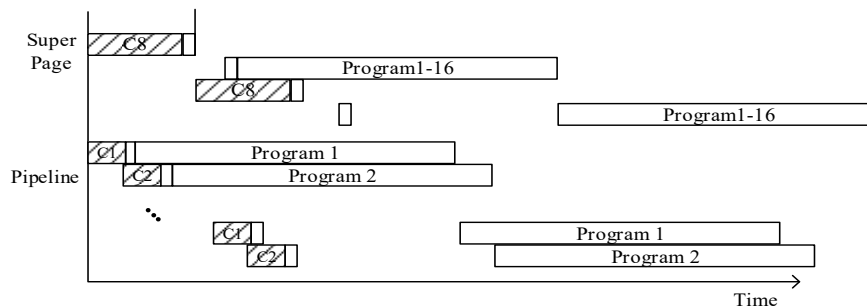 Super
Page
C8
Program1-16
C8
Program1-16
C1
Program 1
Pipeline
C2
Program 2
C1
Program 1
C2
Program 2
Time